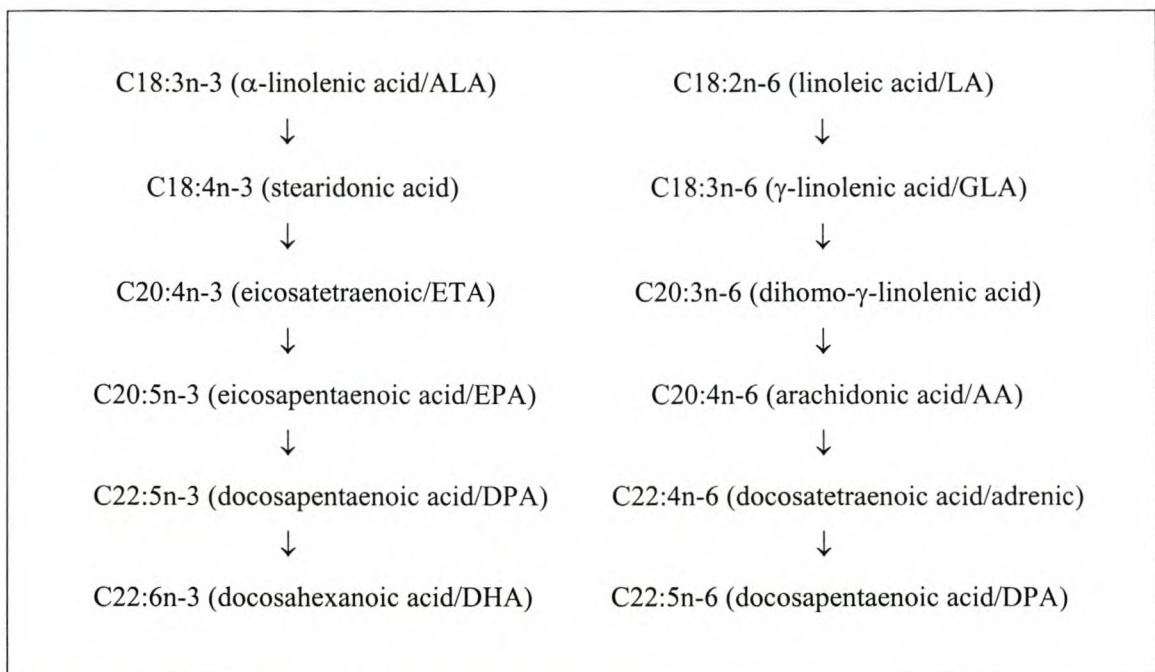 C18:3n-3 (α-linolenic acid/ALA)
↓
C18:4n-3 (stearidonic acid)
↓
C20:4n-3 (eicosatetraenoic/ETA)
↓
C20:5n-3 (eicosapentaenoic acid/EPA)
↓
C22:5n-3 (docosapentaenoic acid/DPA)
↓
C22:6n-3 (docosahexanoic acid/DHA)
C18:2n-6 (linoleic acid/LA)
↓
C18:3n-6 (γ-linolenic acid/GLA)
↓
C20:3n-6 (dihomo-γ-linolenic acid)
↓
C20:4n-6 (arachidonic acid/AA)
↓
C22:4n-6 (docosatetraenoic acid/adrenic)
↓
C22:5n-6 (docosapentaenoic acid/DPA)